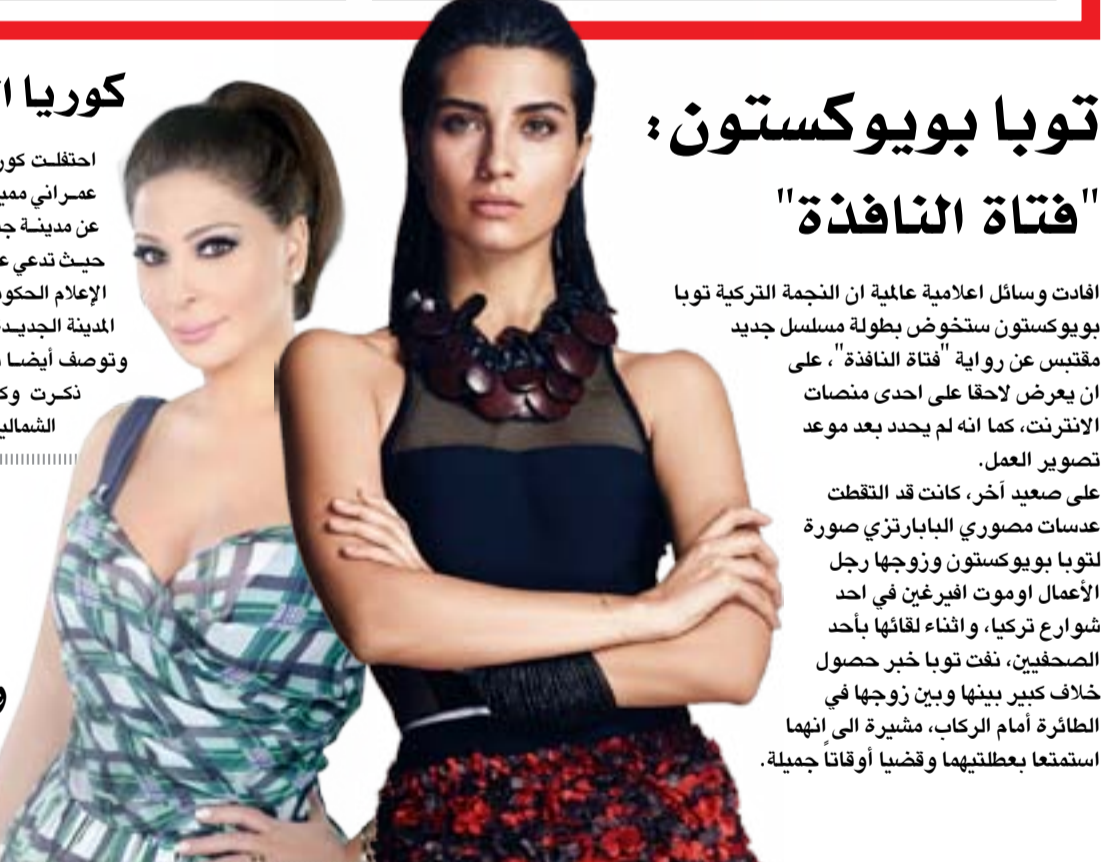 توبا بويوكستون:
"فتاة النافذة"
افادت وسائل اعلامية عالمية ان النجمة التركية توبا
بويوكستون ستخوض بطولة مسلسل جديد
مقتبس عن رواية "فتاة النافذة"، على
ان يعرض لاحقا على احدى منصات
الانترنت، كما انه لم يحدد بعد موعد
تصوير العمل.
على صعيد آخر، كانت قد التقطت
عدسات مصوري الباباراتزي صورة
لتوبا بويوكستون وزوجها رجل
الأعمال اوموت افيرغين في احد
شوارع تركيا، واثناء لقائها بأحد
الصحفيين، نفت توبا خبر حصول
خلاف كبير بينها وبين زوجها في
الطائرة أمام الركاب، مشيرة الى انهما
استمتعا بعطلتيهما وقضيا أوقاتاً جميلة.
كوريا
احتفلت
عمراني
عن مدينة
حيث تدعي
الإعلام
المدينة
وتوصف أيضا
ذكرت